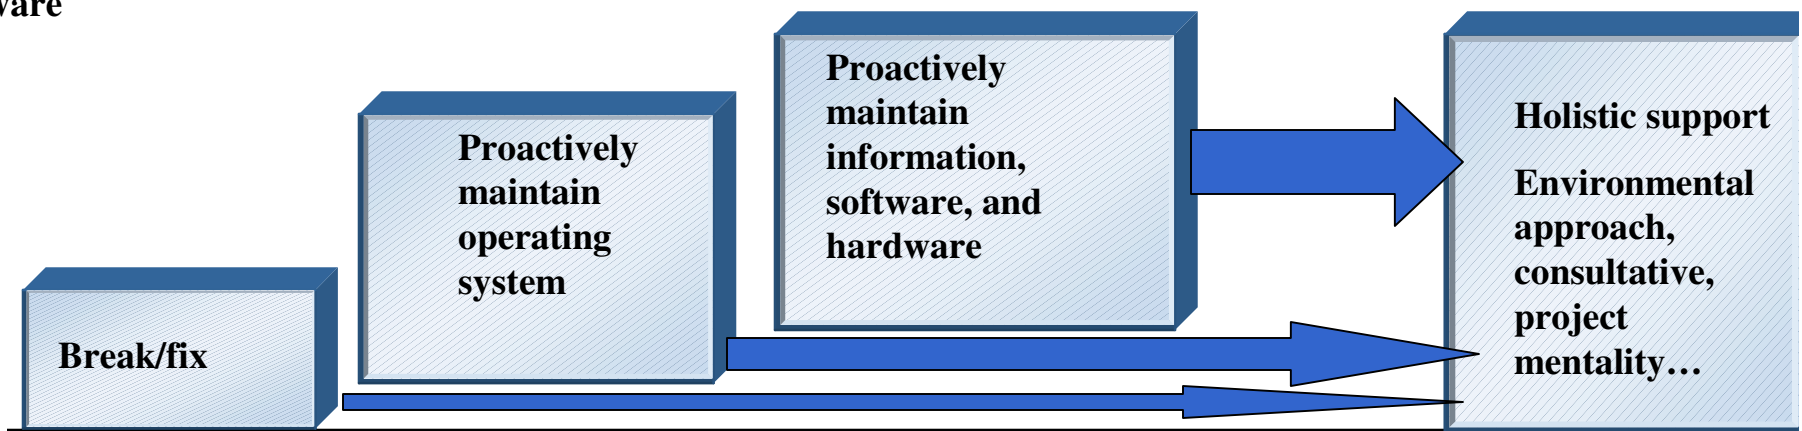 ware
Break/fix
Proactively
maintain
operating
system
Proactively
maintain
information,
software, and
hardware
Holistic support
Environmental
approach,
consultative,
project
mentality…